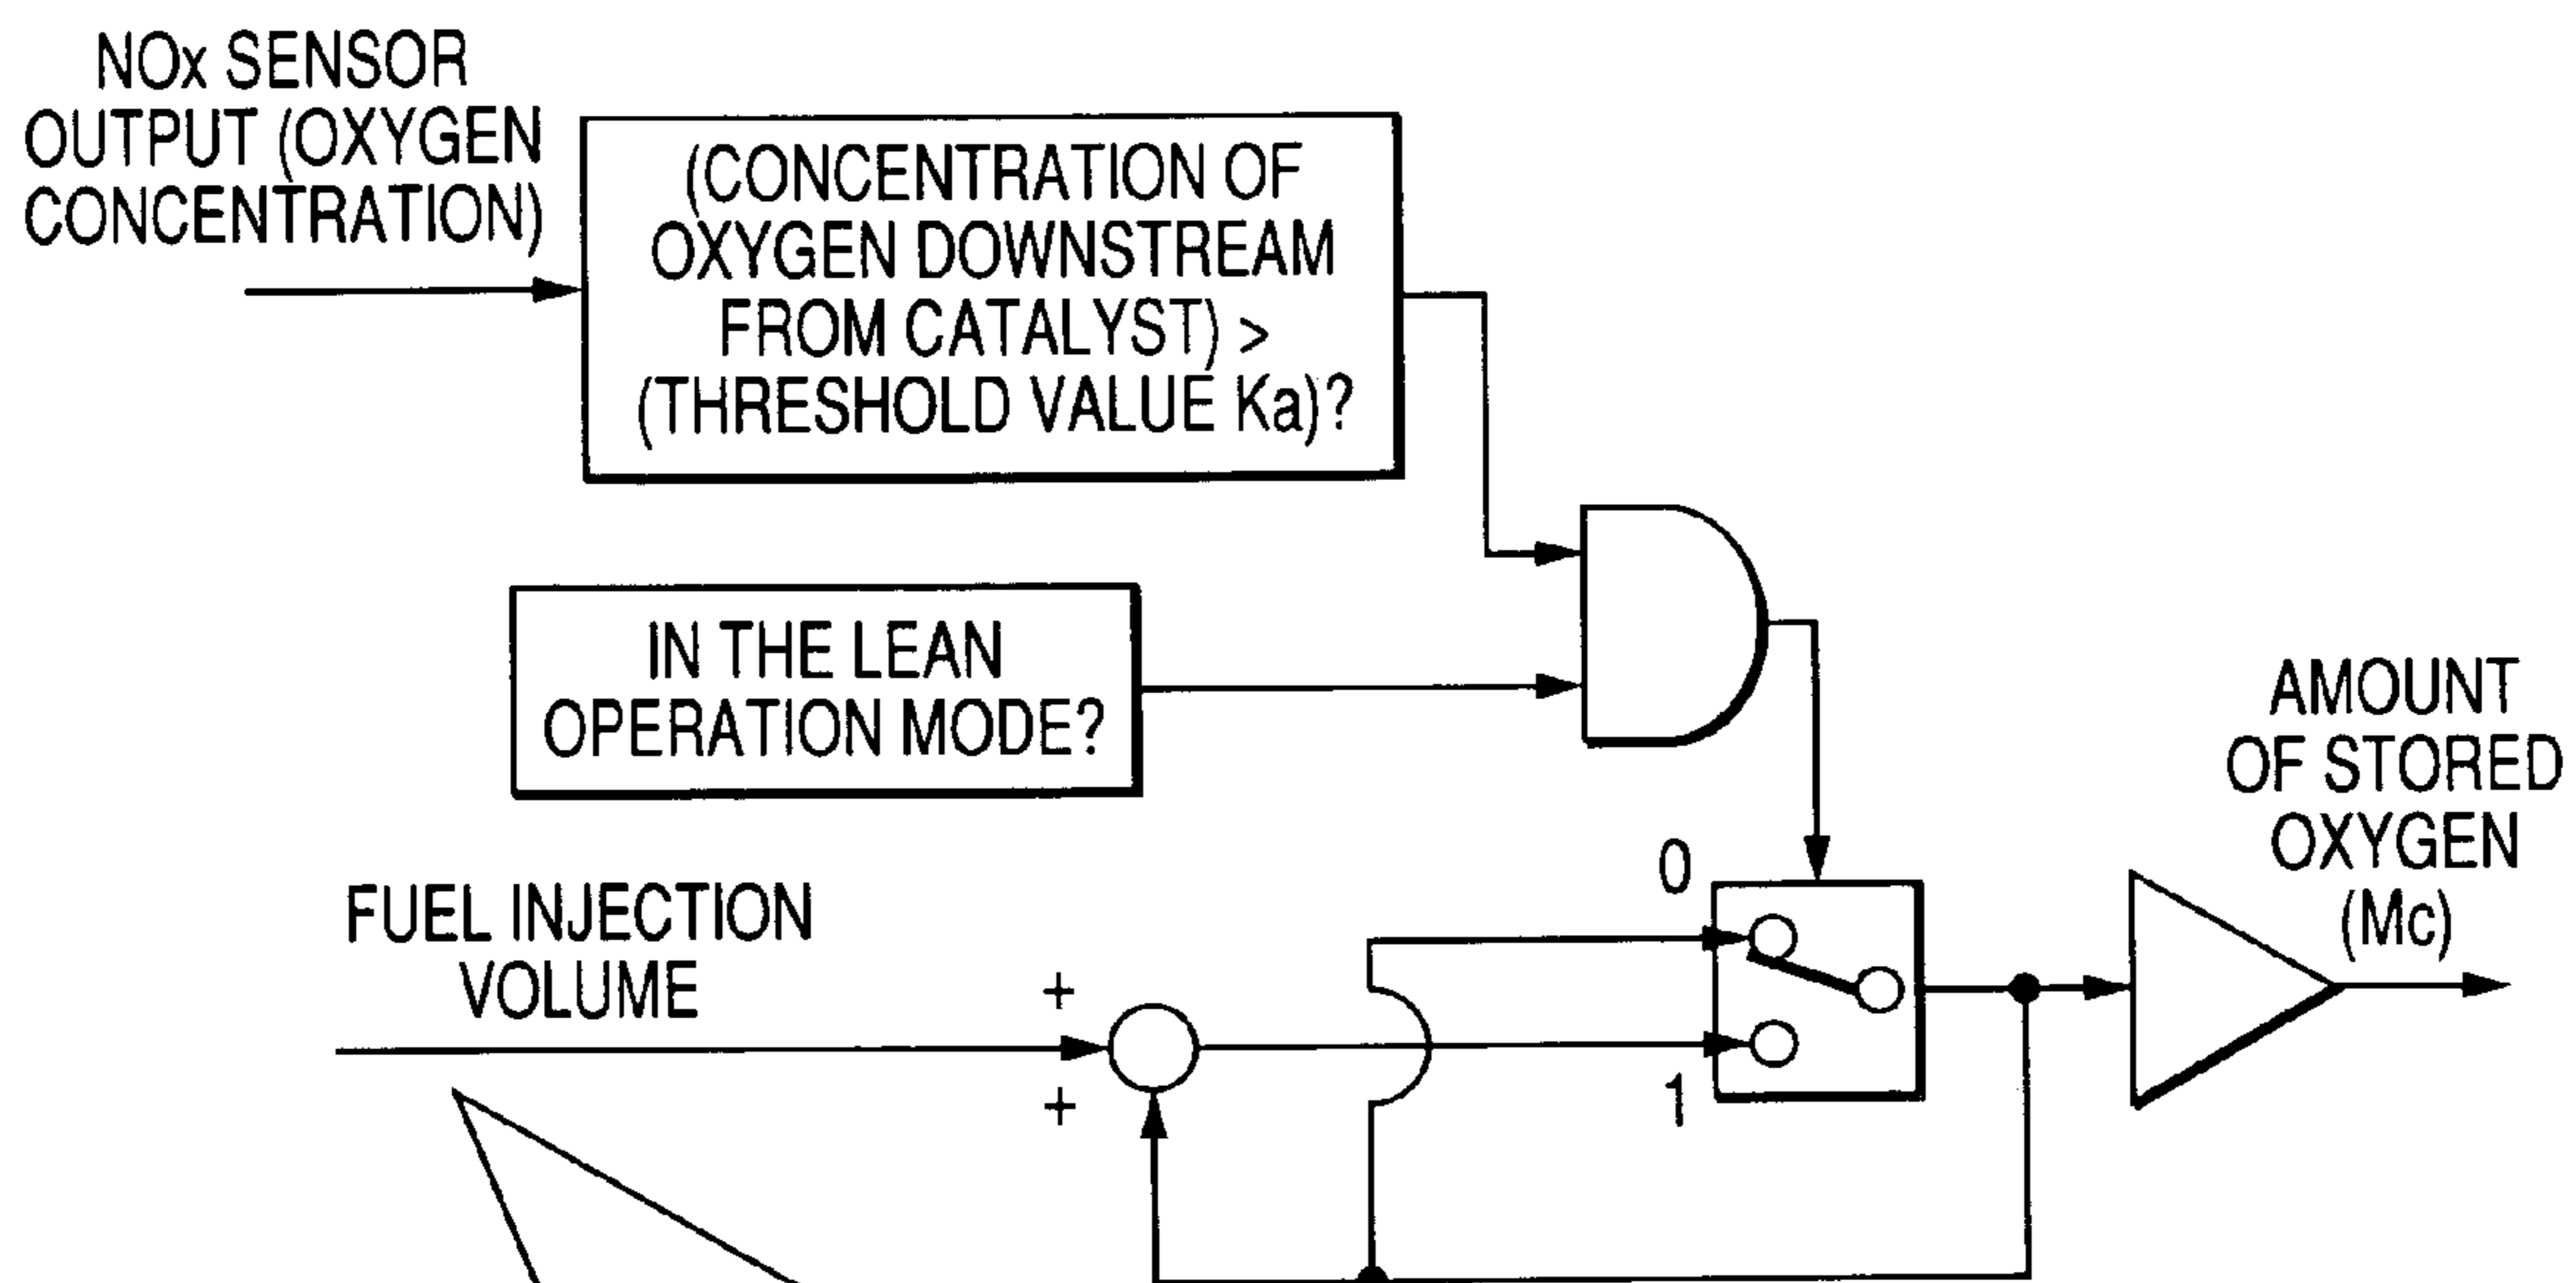 NOx SENSOR
OUTPUT (OXYGEN
CONCENTRATION)
(CONCENTRATION OF
OXYGEN DOWNSTREAM
FROM CATALYST) >
(THRESHOLD VALUE Ka)?
IN THE LEAN
OPERATION MODE?
AMOUNT
OF STORED
OXYGEN
(Mc)
FUEL INJECTION
VOLUME
+
+
0
1